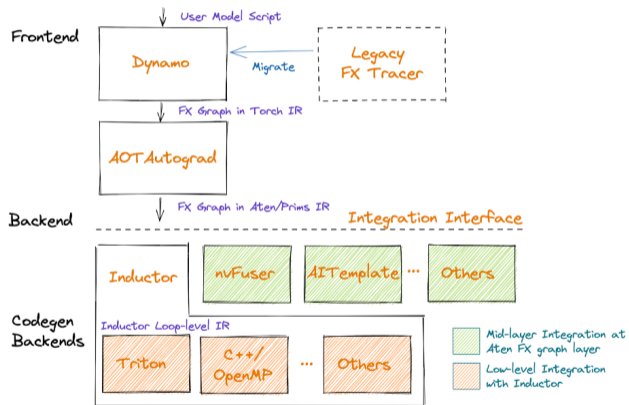 User Model Script
Frontend
Dynamo
Migrate
Legacy
FX Tracer
FX Graph in Torch IR
AOTAutograd
FX Graph in Aten/Prims IR
Backend
Integration Interface
Inductor
nvFuser
AITemplate
...
Others
Codegen
Backends
Inductor Loop-level IR
Triton
C++/
OpenMP
...
Others
Mid-layer Integration at
Aten FX graph layer
Low-level Integration
with Inductor